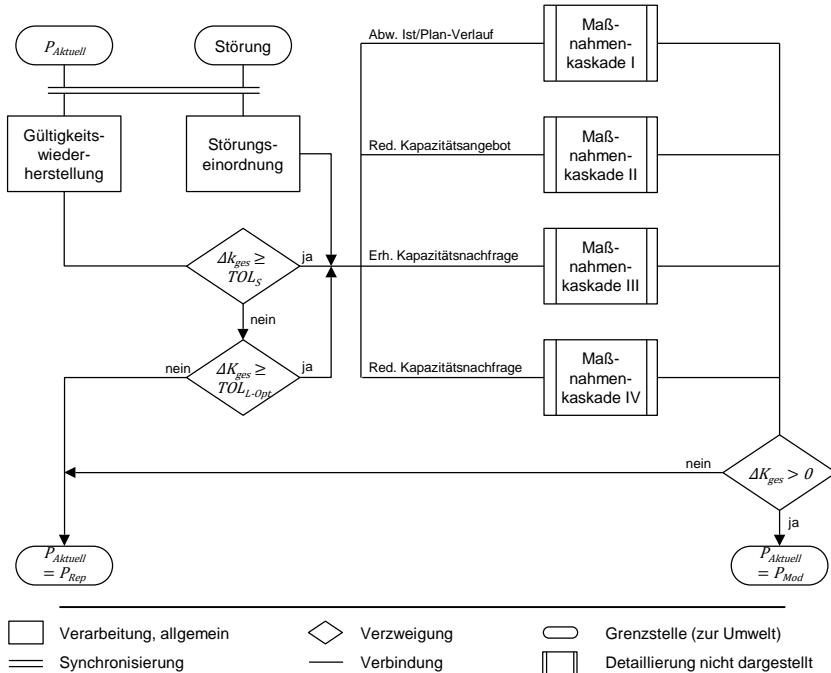 P_Aktuell
Störung
Gültigkeits-
wieder-
herstellung
Störungs-
einordnung
Abw. Ist/Plan-Verlauf
Maß-
nahmen-
kaskade I
Red. Kapazitätsangebot
Maß-
nahmen-
kaskade II
Δk_ges ≥
TOL_S
ja
nein
Erh. Kapazitätsnachfrage
Maß-
nahmen-
kaskade III
nein
ΔK_ges ≥
TOL_L-Opt
ja
Red. Kapazitätsnachfrage
Maß-
nahmen-
kaskade IV
nein
ΔK_ges > 0
ja
P_Aktuell
= P_Rep
P_Aktuell
= P_Mod
Verarbeitung, allgemein
Verzweigung
Grenzstelle (zur Umwelt)
Synchronisierung
Verbindung
Detaillierung nicht dargestellt